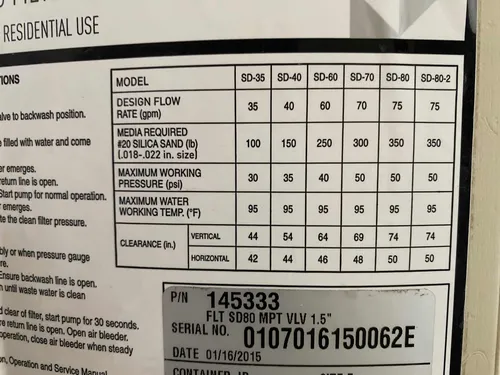 RESIDENTIAL USE
MODEL SD-35 SD-40 SD-60 SD-70 SD-80 SD-80-2
DESIGN FLOW
RATE (gpm) 35 40 60 70 75 75
MEDIA REQUIRED
#20 SILICA SAND (lb) 100 150 250 300 350 350
(.018-.022 in. size)
MAXIMUM WORKING
PRESSURE (psi) 30 35 40 50 50 50
MAXIMUM WATER
WORKING TEMP. (°F) 95 95 95 95 95 95
CLEARANCE (in.) VERTICAL 44 54 64 69 74 74
HORIZONTAL 42 44 46 48 50 50
to backwash position.
filled with water and come
emerges.
return line is open.
Start pump for normal operation.
emerges.
the clean filter pressure.
or when pressure gauge
Ensure backwash line is open.
until waste water is clean
clear of filter, start pump for 30 seconds.
return line is open. Open air bleeder.
operation, close air bleeder when steady
Operation and Service Manual
P/N 145333
FLT SD80 MPT VLV 1.5"
SERIAL NO. 0107016150062E
DATE 01/16/2015